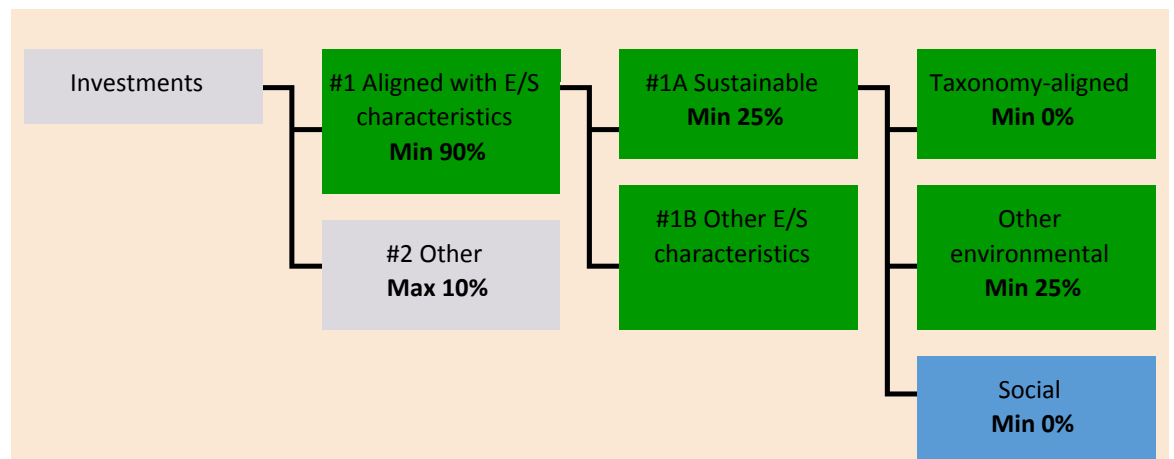 Investments
#1 Aligned with E/S
characteristics
Min 90%
#2 Other
Max 10%
#1A Sustainable
Min 25%
#1B Other E/S
characteristics
Taxonomy-aligned
Min 0%
Other
environmental
Min 25%
Social
Min 0%